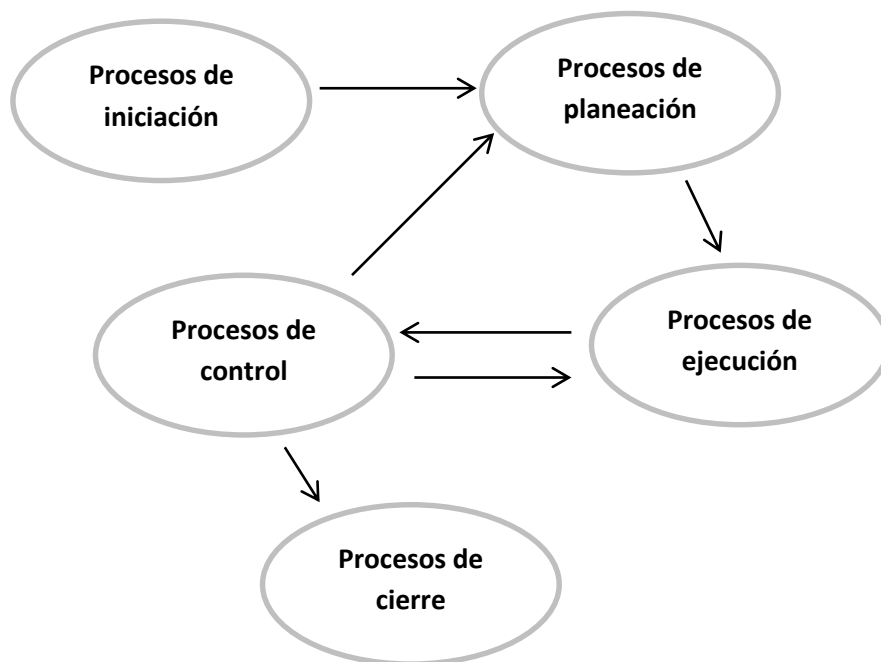 Procesos de
iniciación
Procesos de
planeación
Procesos de
control
Procesos de
ejecución
Procesos de
cierre